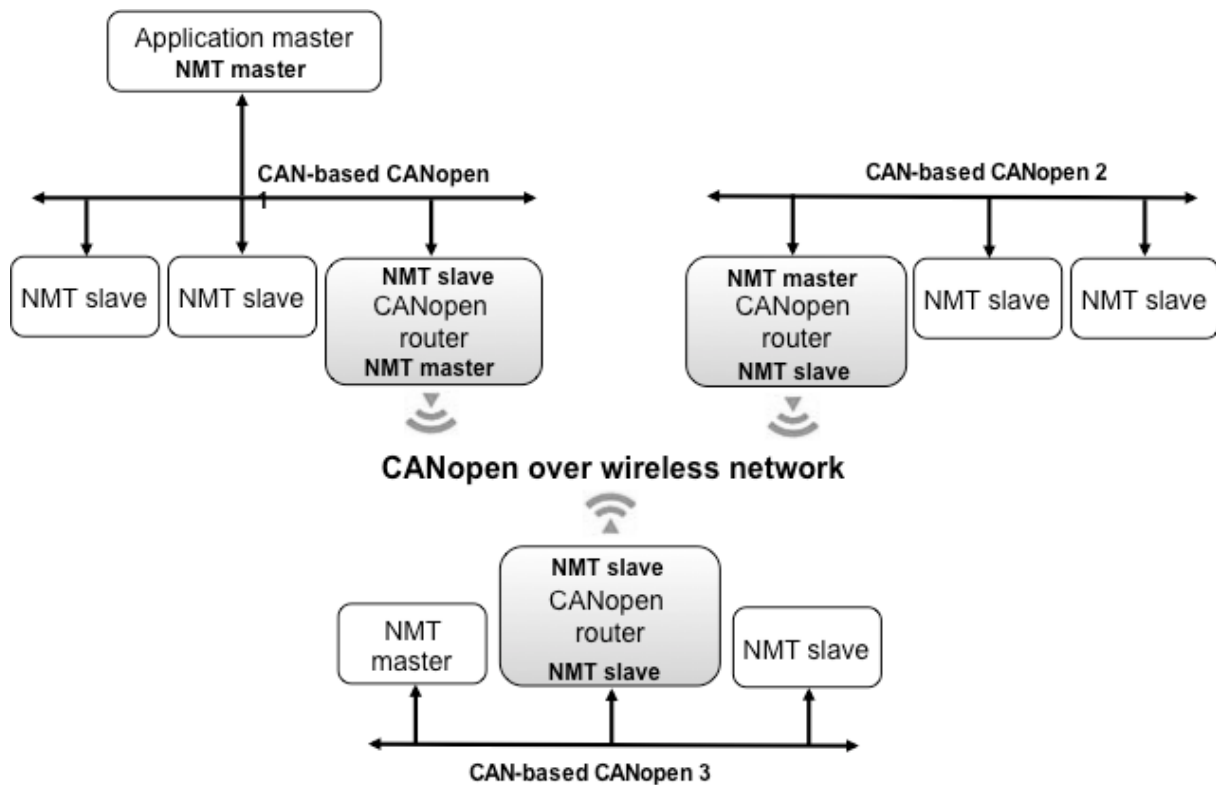 Application master
NMT master
CAN-based CANopen
1
NMT slave
NMT slave
NMT slave
CANopen
router
NMT master
CAN-based CANopen 2
NMT master
CANopen
router
NMT slave
NMT slave
NMT slave
CANopen over wireless network
NMT
master
NMT slave
CANopen
router
NMT slave
NMT slave
CAN-based CANopen 3